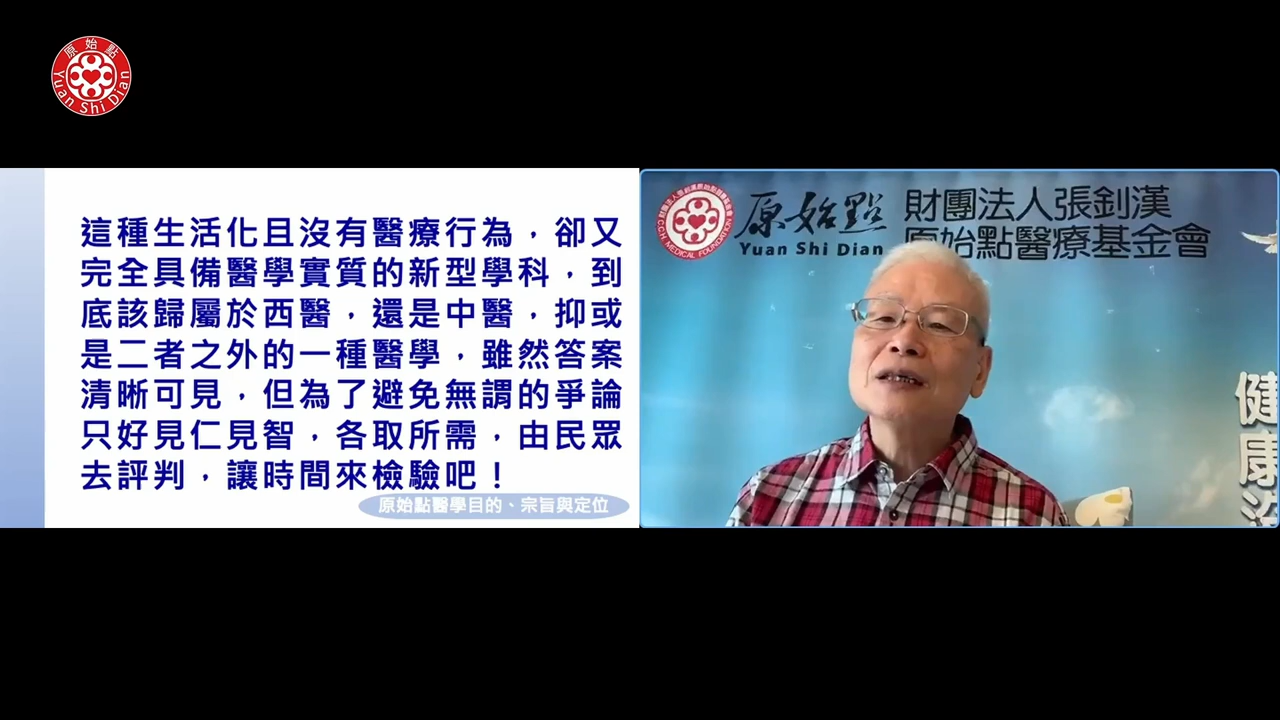 原始點
Yuan Shi Dian
這種生活化且沒有醫療行為，卻又
完全具備醫學實質的新型學科，到
底該歸屬於西醫，還是中醫，抑或
是二者之外的一種醫學，雖然答案
清晰可見，但為了避免無謂的爭論
只好見仁見智，各取所需，由民眾
去評判，讓時間來檢驗吧！
原始點醫學目的、宗旨與定位
C.C.H. MEDICAL FOUNDATION
原始點
Yuan Shi Dian
財團法人張釗漢
原始點醫療基金會
健康